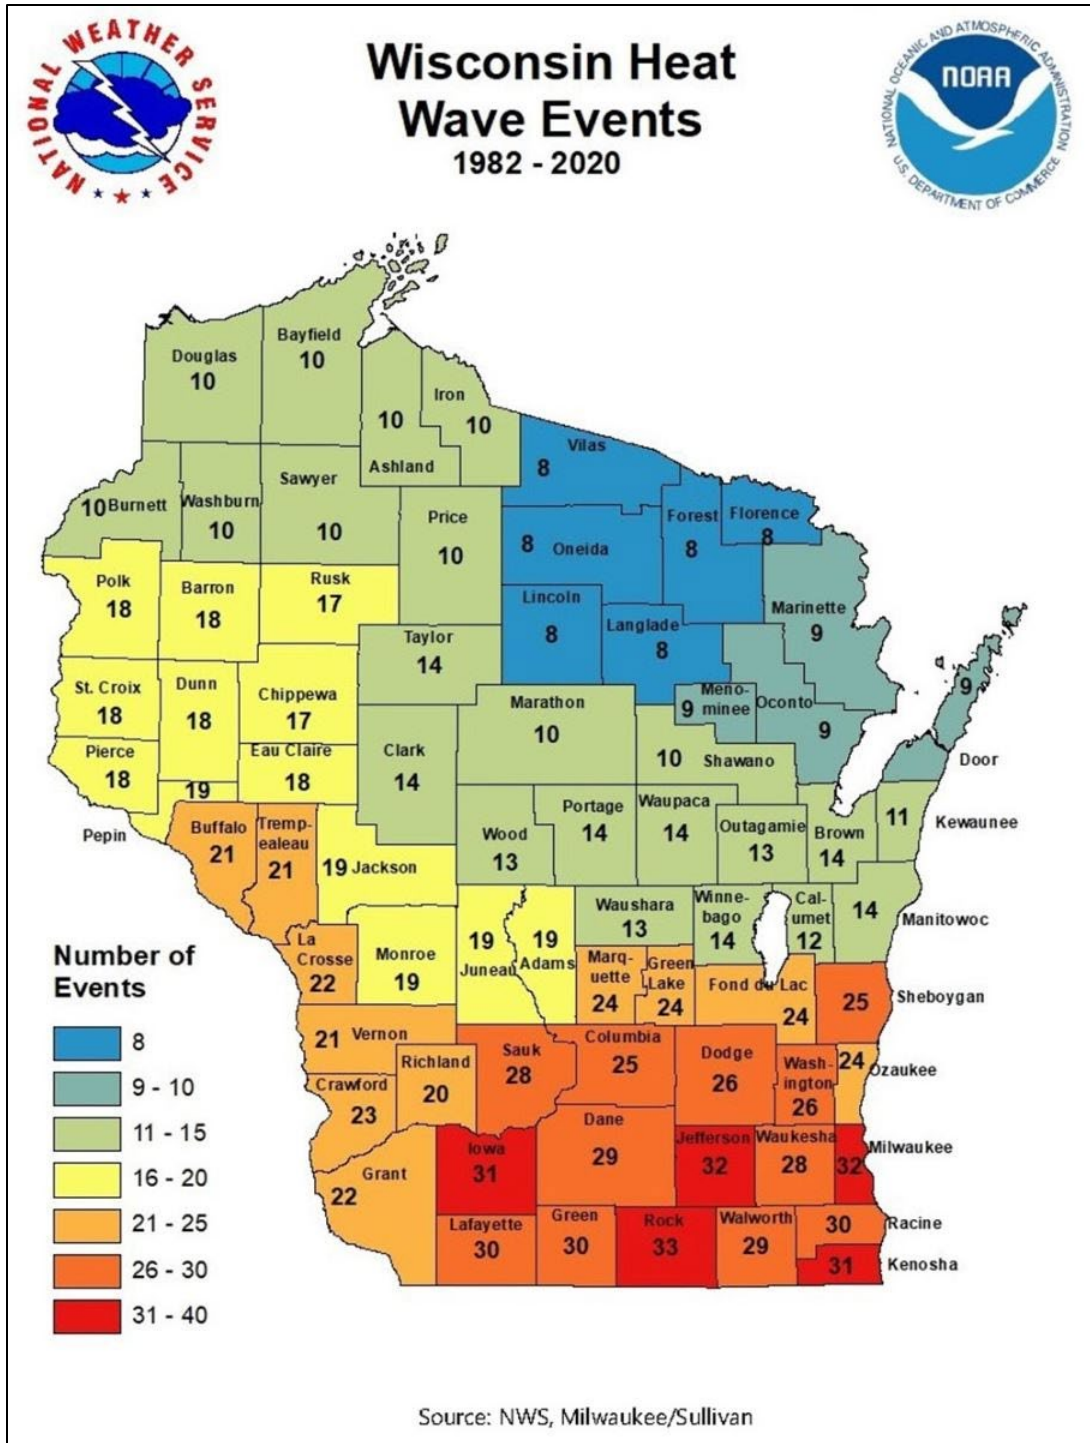 NATIONAL WEATHER SERVICE
Wisconsin Heat
Wave Events
1982 - 2020
NATIONAL OCEANIC AND ATMOSPHERIC ADMINISTRATION
NOAA
U.S. DEPARTMENT OF COMMERCE
Douglas
10
Bayfield
10
10
Ashland
Iron
10
Vilas
8
10 Burnett
Washburn
10
Sawyer
10
Price
10
8 Oneida
Forest
8
Florence
8
Polk
18
Barron
18
Rusk
17
Lincoln
8
Langlade
8
Marinette
9
Taylor
14
St. Croix
18
Dunn
18
Chippewa
17
Marathon
10
9
Meno-
minee
Oconto
9
9
Door
Pierce
18
Eau Claire
18
Clark
14
10 Shawano
19
Pepin
Buffalo
21
Tremp-
ealeau
21
19 Jackson
Wood
13
Portage
14
Waupaca
14
Outagamie
13
Brown
14
11
Kewaunee
La
Crosse
22
Monroe
19
19
Juneau
19
Adams
Waushara
13
Winne-
bago
14
Cal-
umet
12
14
Manitowoc
Marq-
uette
24
Green
Lake
24
Fond du Lac
24
25
Sheboygan
21 Vernon
Richland
20
Sauk
28
Columbia
25
Dodge
26
Wash-
ington
26
24
Ozaukee
Crawford
23
Grant
22
Iowa
31
Dane
29
Jefferson
32
Waukesha
28
32
Milwaukee
Lafayette
30
Green
30
Rock
33
Walworth
29
30
Racine
31
Kenosha
Number of
Events
8
9 - 10
11 - 15
16 - 20
21 - 25
26 - 30
31 - 40
Source: NWS, Milwaukee/Sullivan